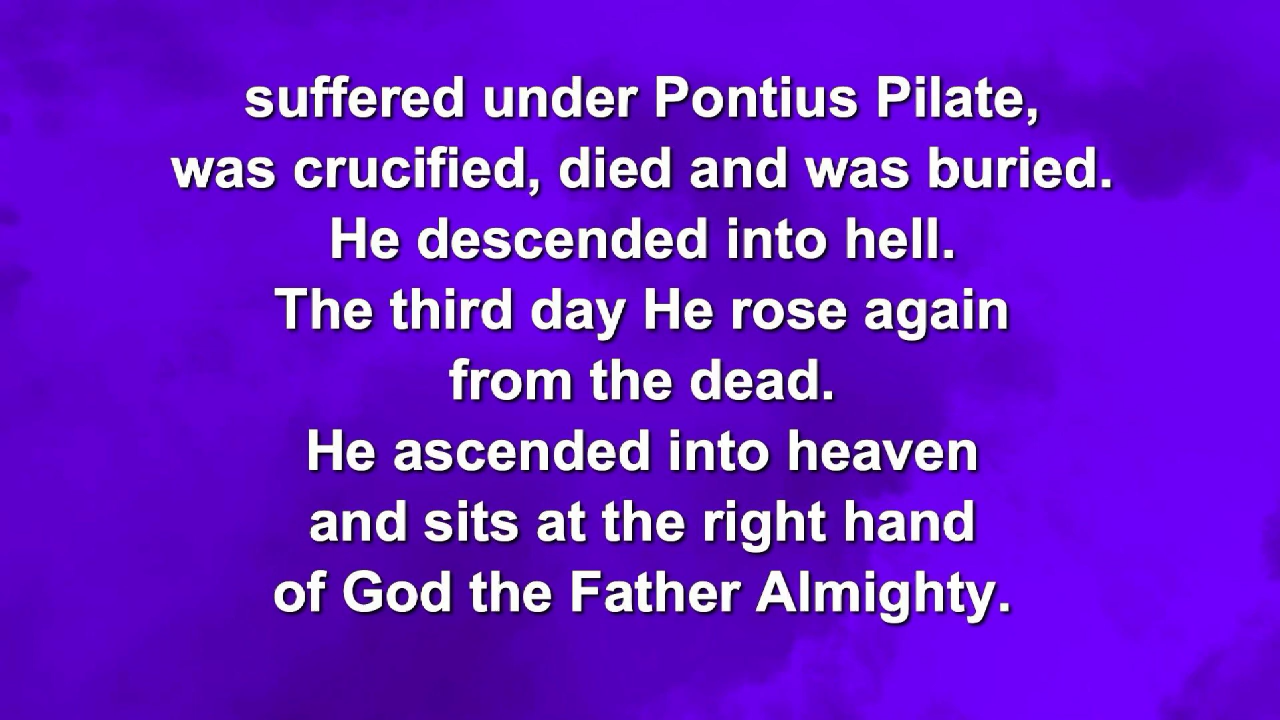 suffered under Pontius Pilate,
was crucified, died and was buried.
He descended into hell.
The third day He rose again
from the dead.
He ascended into heaven
and sits at the right hand
of God the Father Almighty.